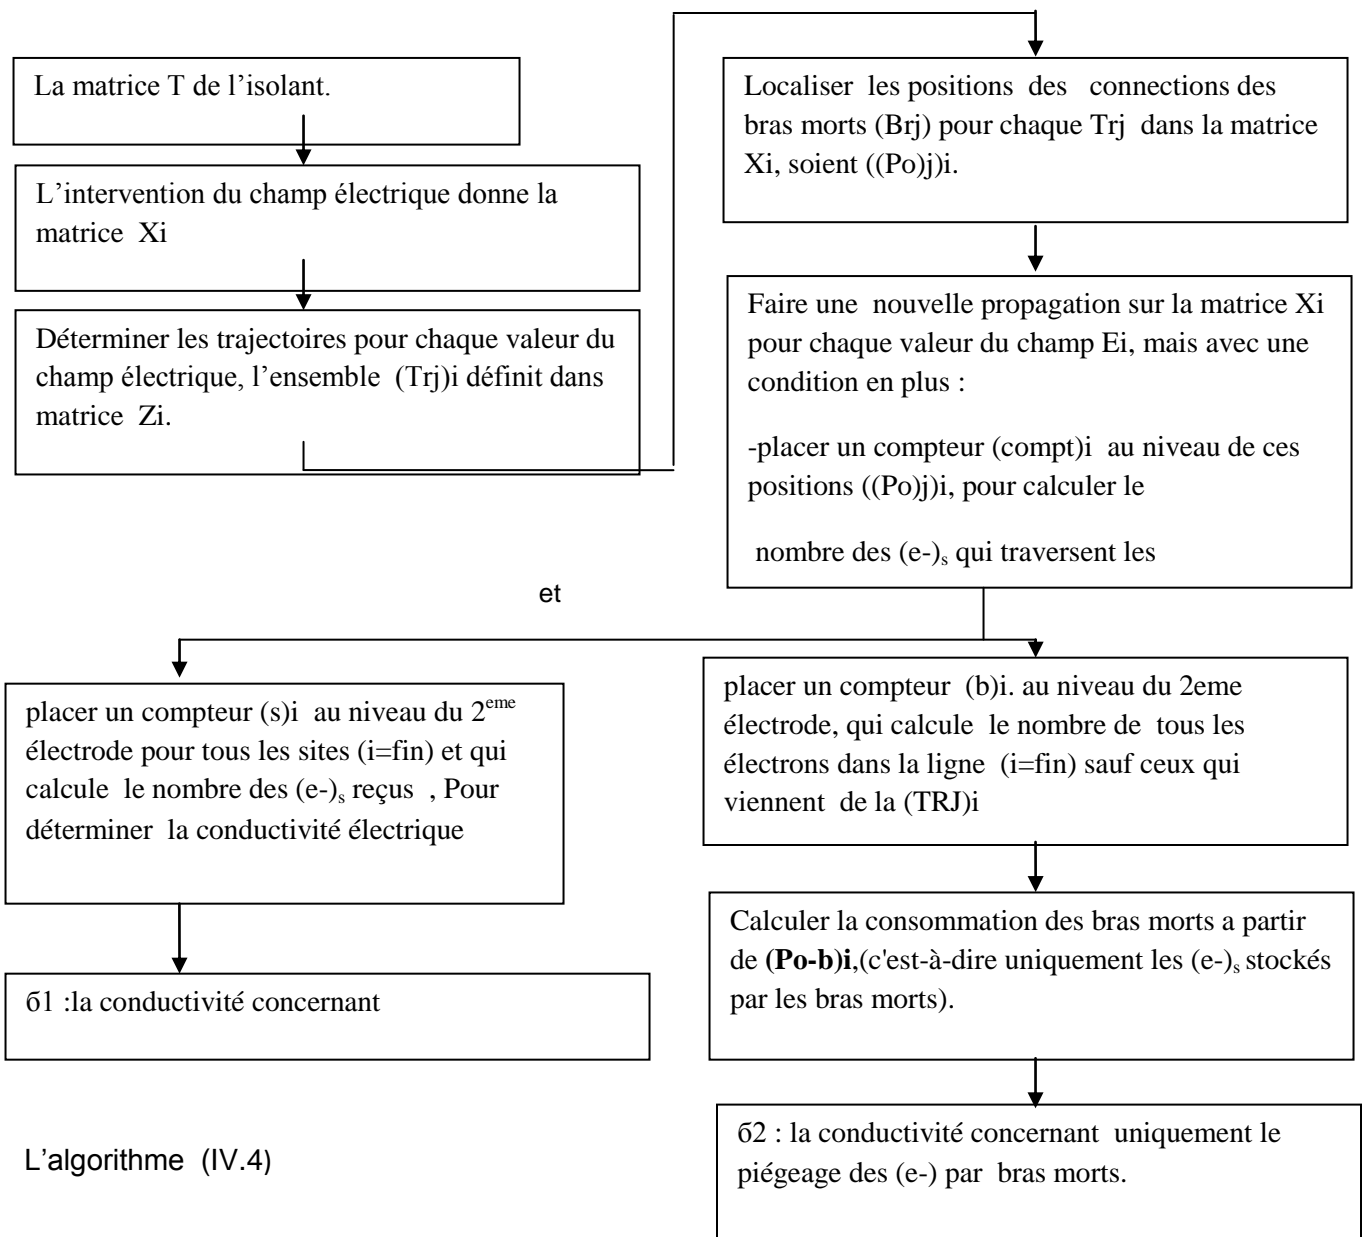 La matrice T de l’isolant.
L’intervention du champ électrique donne la
matrice Xi
Déterminer les trajectoires pour chaque valeur du
champ électrique, l’ensemble (Trj)i définit dans
matrice Zi.
Localiser les positions des connections des
bras morts (Brj) pour chaque Trj dans la matrice
Xi, soient ((Po)j)i.
Faire une nouvelle propagation sur la matrice Xi
pour chaque valeur du champ Ei, mais avec une
condition en plus :
-placer un compteur (compt)i au niveau de ces
positions ((Po)j)i, pour calculer le
nombre des (e-)s qui traversent les
et
placer un compteur (s)i au niveau du 2eme
électrode pour tous les sites (i=fin) et qui
calcule le nombre des (e-)s reçus , Pour
déterminer la conductivité électrique
б1 :la conductivité concernant
placer un compteur (b)i. au niveau du 2eme
électrode, qui calcule le nombre de tous les
électrons dans la ligne (i=fin) sauf ceux qui
viennent de la (TRJ)i
Calculer la consommation des bras morts a partir
de (Po-b)i,(c'est-à-dire uniquement les (e-)s stockés
par les bras morts).
б2 : la conductivité concernant uniquement le
piégeage des (e-) par bras morts.
L’algorithme (IV.4)